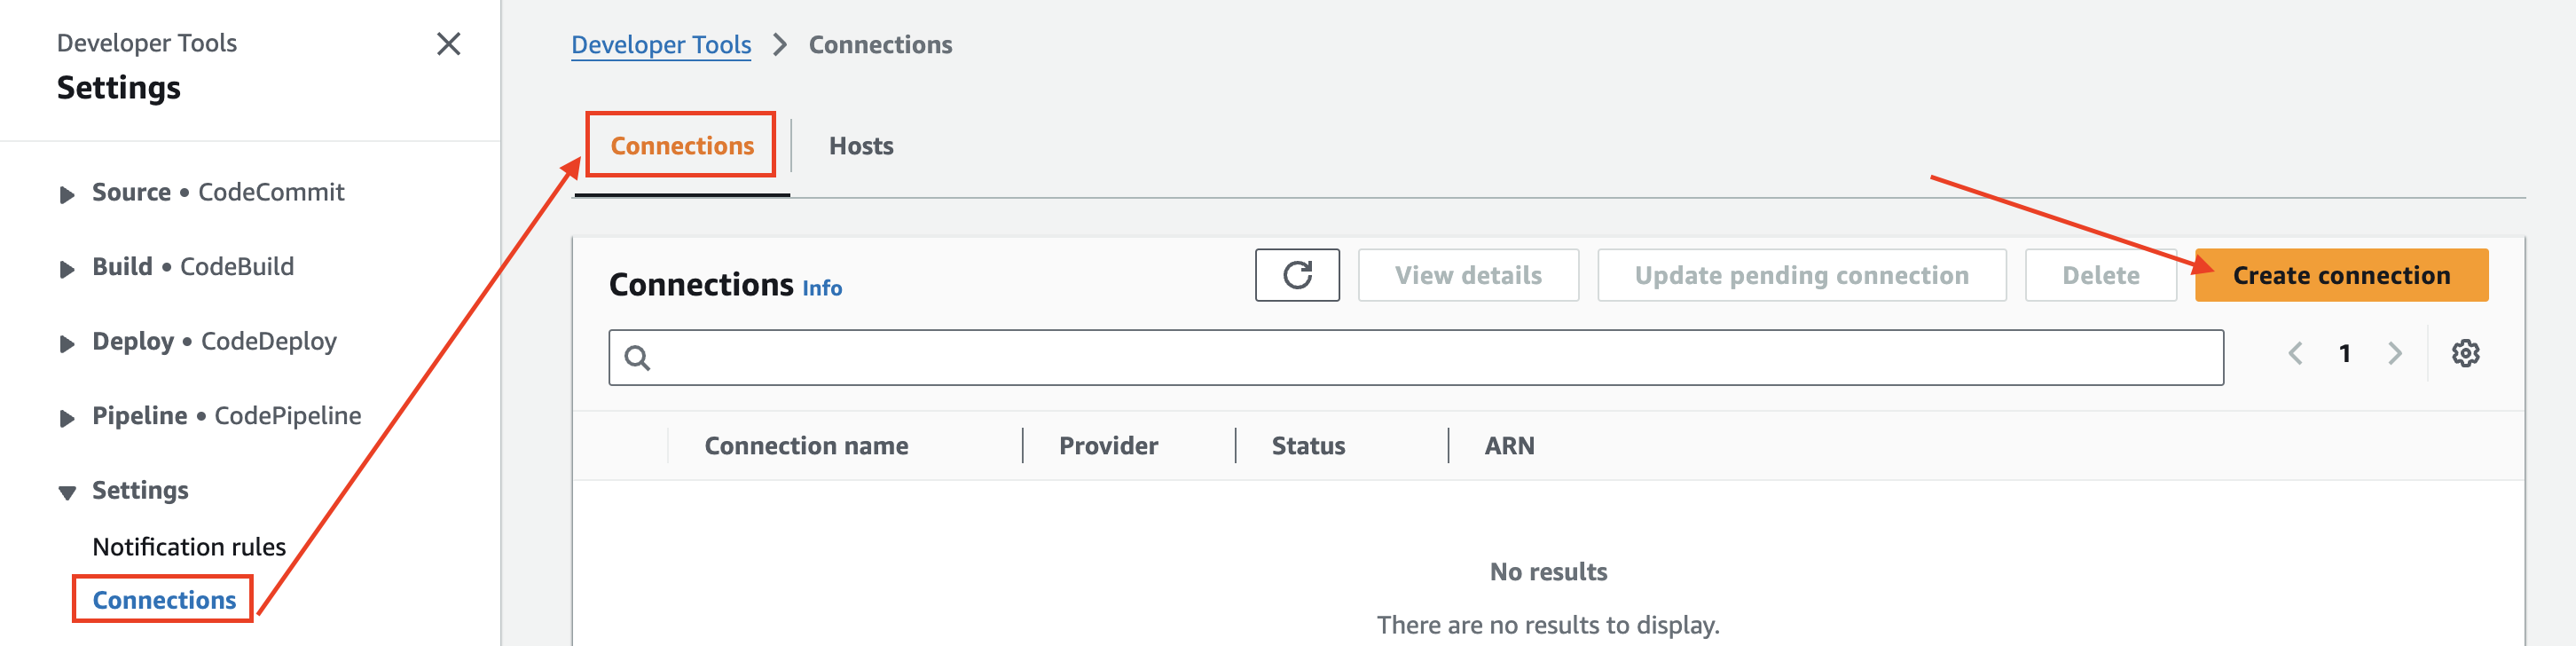 Developer Tools
Settings
Source • CodeCommit
Build • CodeBuild
Deploy • CodeDeploy
Pipeline • CodePipeline
Settings
Notification rules
Connections
Developer Tools > Connections
Connections Hosts
Connections Info
View details Update pending connection Delete Create connection
1
Connection name Provider Status ARN
No results
There are no results to display.